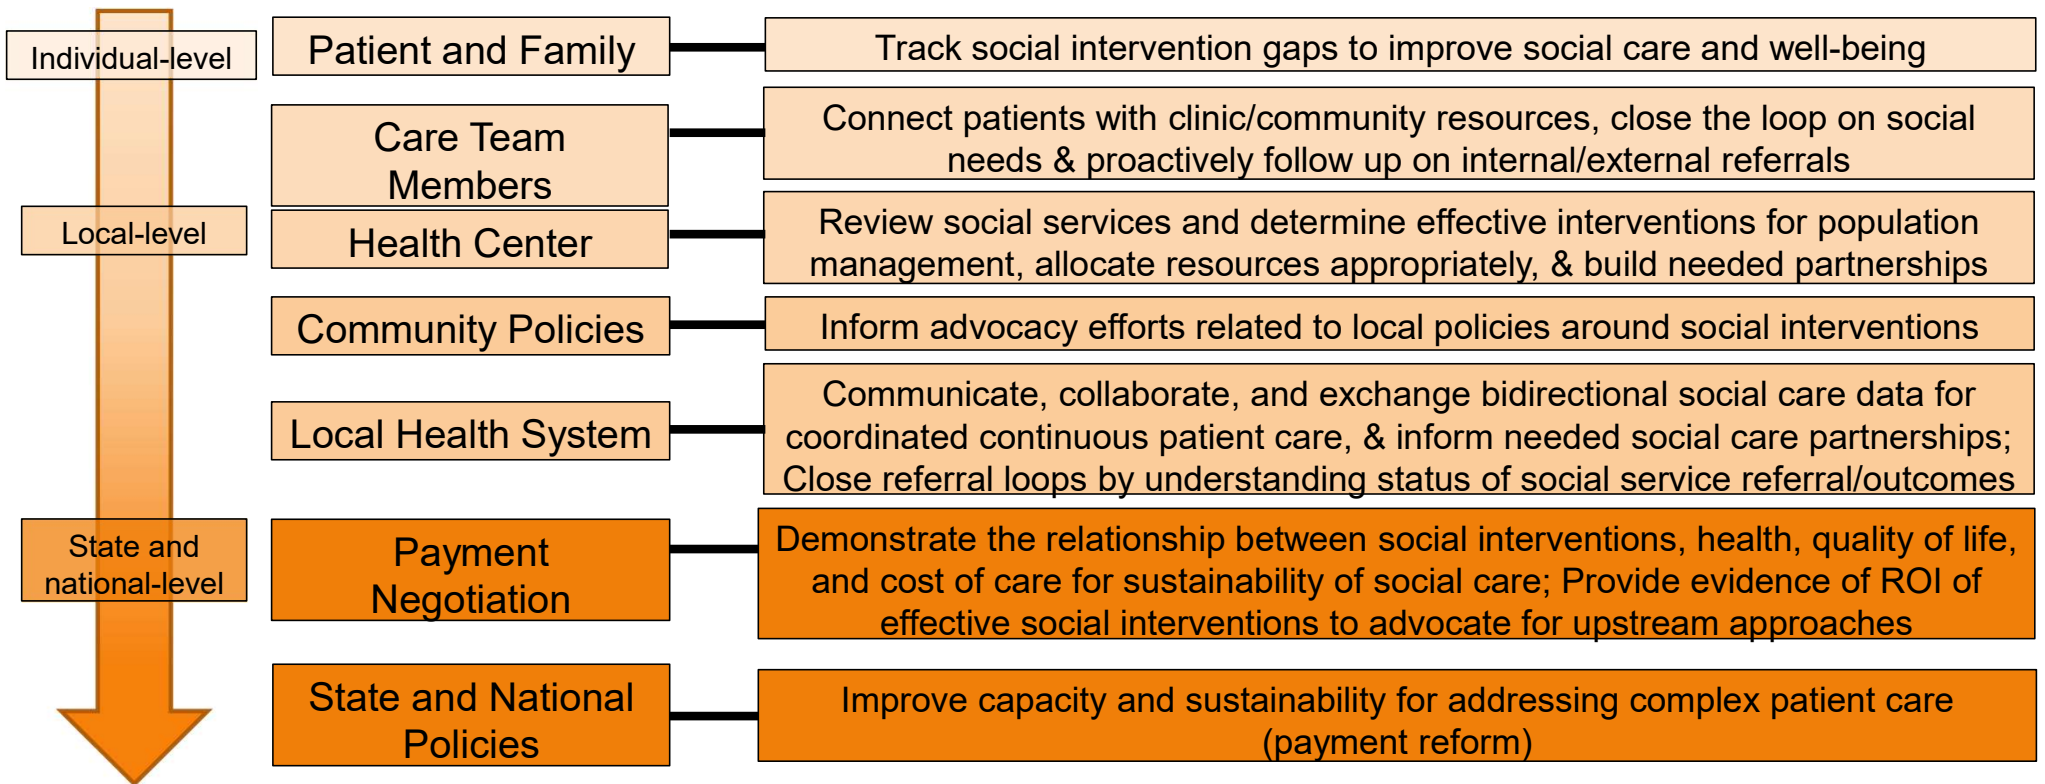 Individual-level
Patient and Family
Track social intervention gaps to improve social care and well-being
Care Team
Members
Connect patients with clinic/community resources, close the loop on social
needs & proactively follow up on internal/external referrals
Local-level
Health Center
Review social services and determine effective interventions for population
management, allocate resources appropriately, & build needed partnerships
Community Policies
Inform advocacy efforts related to local policies around social interventions
Local Health System
Communicate, collaborate, and exchange bidirectional social care data for
coordinated continuous patient care, & inform needed social care partnerships;
Close referral loops by understanding status of social service referral/outcomes
State and
national-level
Payment
Negotiation
Demonstrate the relationship between social interventions, health, quality of life,
and cost of care for sustainability of social care; Provide evidence of ROI of
effective social interventions to advocate for upstream approaches
State and National
Policies
Improve capacity and sustainability for addressing complex patient care
(payment reform)